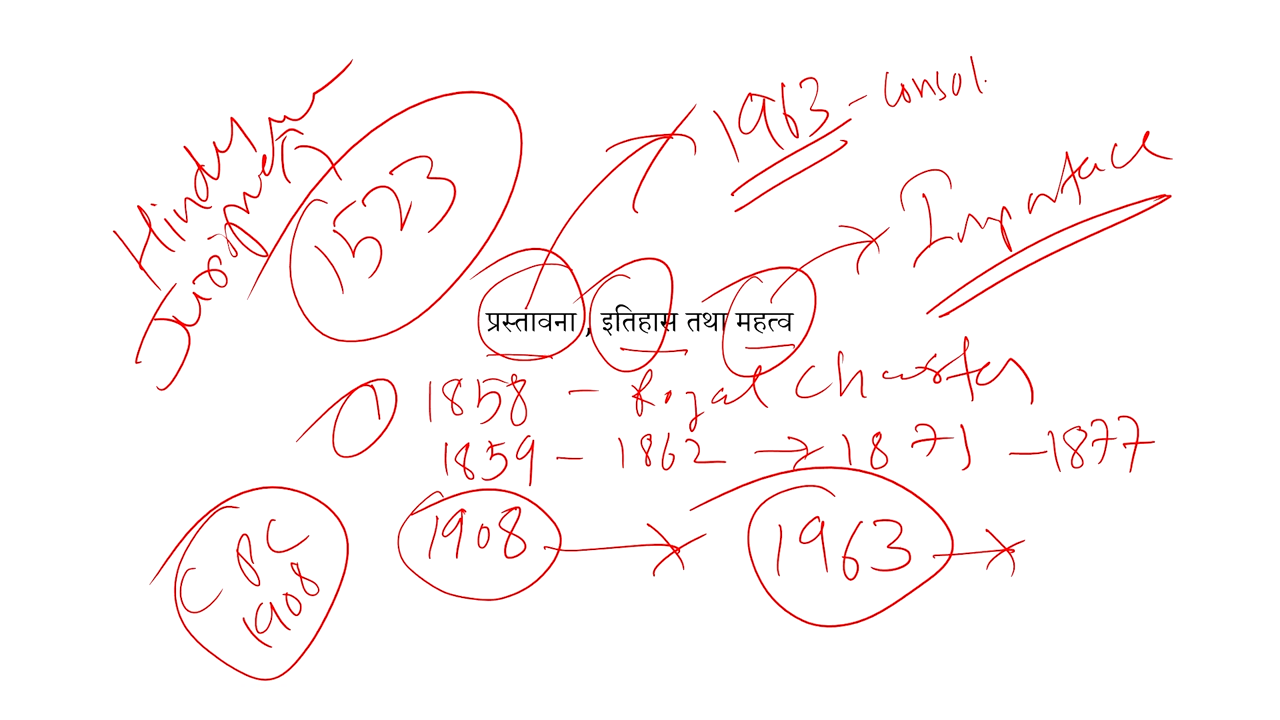 1963 - Consol.
Hindu
1523
प्रस्तावना , इतिहास तथा महत्व
1 1858 - Royal Charter
1859 - 1862 → 1871 - 1877
1908 → 1963 →
CPC
1908